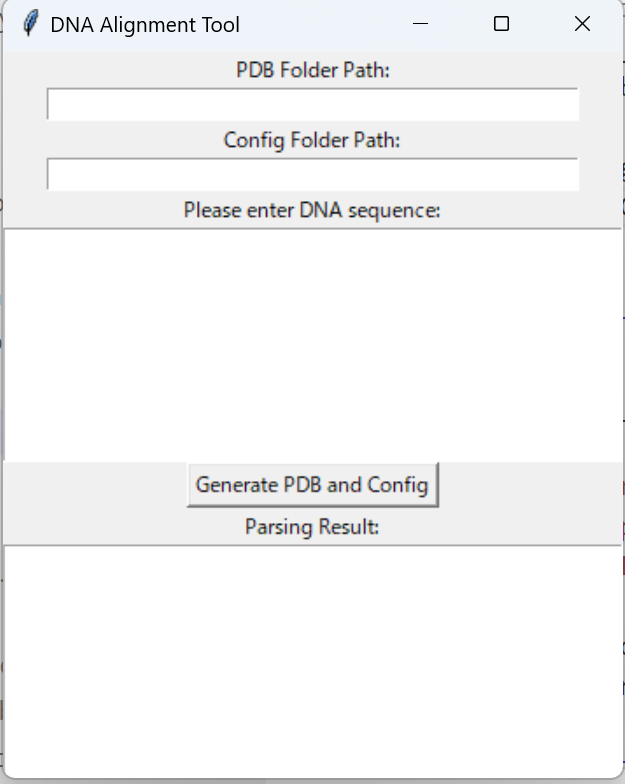 DNA Alignment Tool
PDB Folder Path:
Config Folder Path:
Please enter DNA sequence:
Generate PDB and Config
Parsing Result: